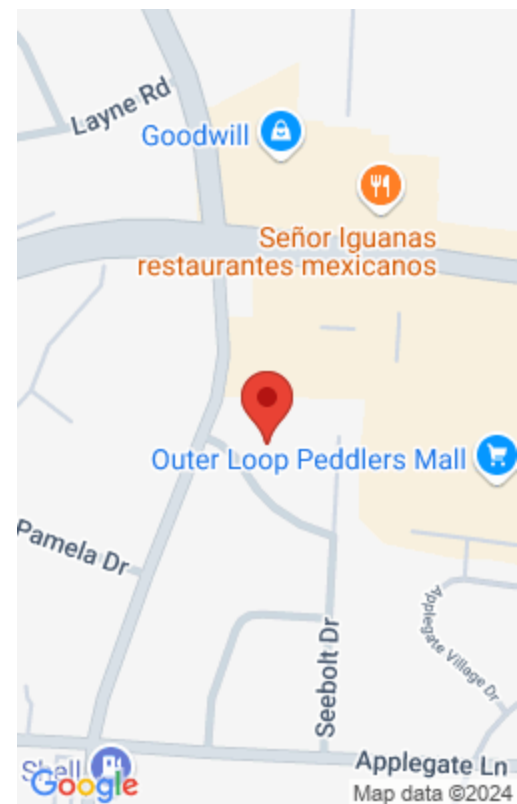 Layne Rd
Goodwill
Señor Iguanas
restaurantes mexicanos
Outer Loop Peddlers Mall
Pamela Dr
Applegate Village Dr
Seebolt Dr
Applegate Ln
Shell
Google
Map data ©2024